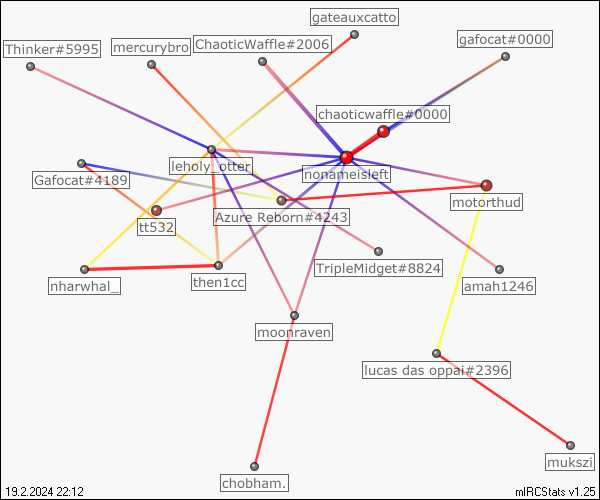 gateauxcatto
Thinker#5995
mercurybro
ChaoticWaffle#2006
gafocat#0000
chaoticwaffle#0000
leholy_otter
nonameisleft
Gafocat#4189
motorthud
tt532
Azure Reborn#4243
nharwhal_
then1cc
TripleMidget#8824
amah1246
moonraven
lucas das oppai#2396
chobham.
mukszi
19.2.2024 22:12
mIRCStats v1.25